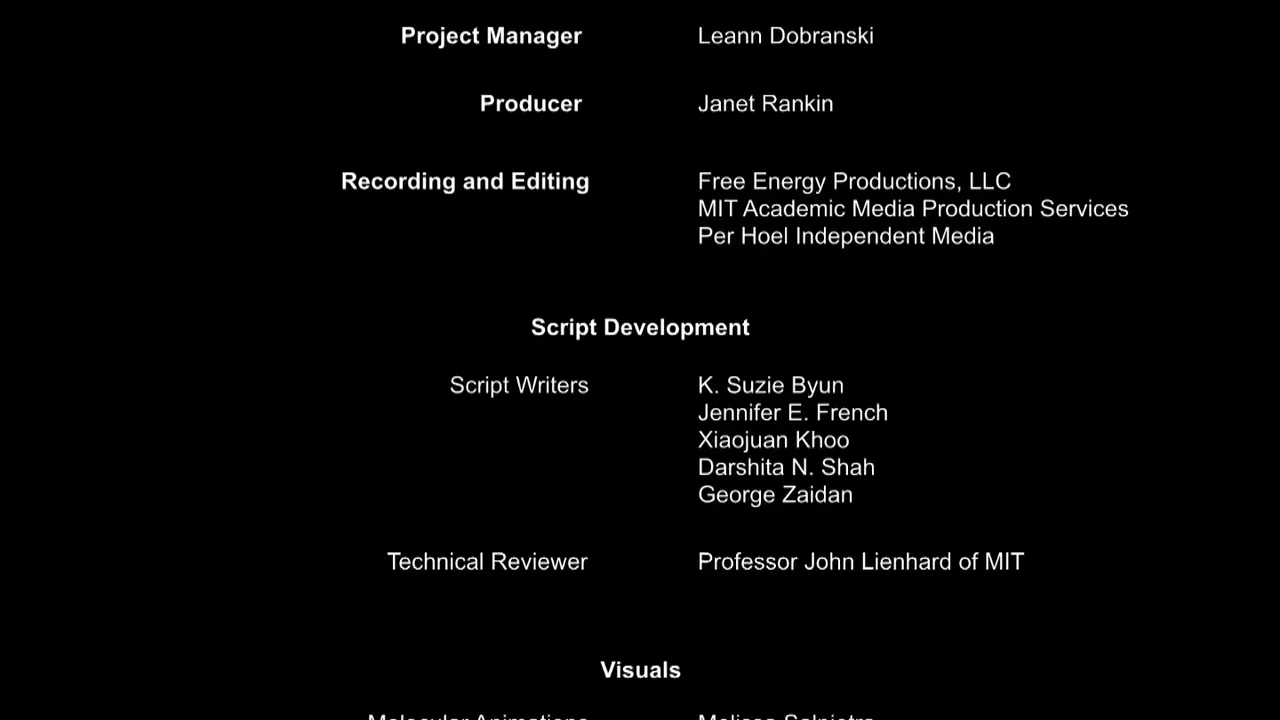 Project Manager Leann Dobranski
Producer Janet Rankin
Recording and Editing Free Energy Productions, LLC
MIT Academic Media Production Services
Per Hoel Independent Media
Script Development
Script Writers K. Suzie Byun
Jennifer E. French
Xiaojuan Khoo
Darshita N. Shah
George Zaidan
Technical Reviewer Professor John Lienhard of MIT
Visuals
Molecular Animations